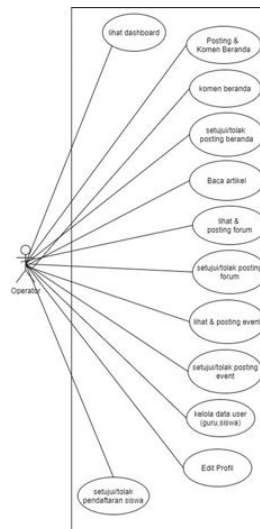 lihat dashboard
Posting &
Komen Beranda
komen beranda
setujui/tolak
posting beranda
Baca artikel
lihat &
posting forum
setujui/tolak posting
forum
Operator
lihat & posting event
setujui/tolak posting
event
kelola data user
(guru,siswa)
Edit Profil
setujui/tolak
pendaftaran siswa